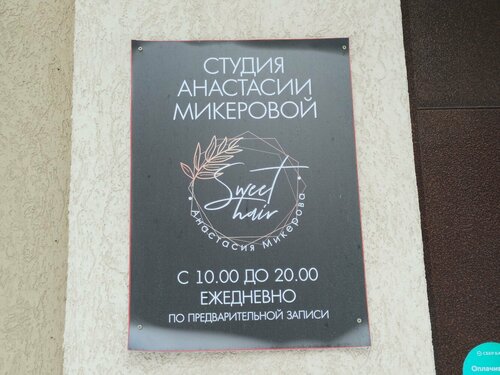 СТУДИЯ
АНАСТАСИИ
МИКЕРОВОЙ
Sweet
hair
Анастасия Микерова
С 10.00 ДО 20.00
ЕЖЕДНЕВНО
ПО ПРЕДВАРИТЕЛЬНОЙ ЗАПИСИ